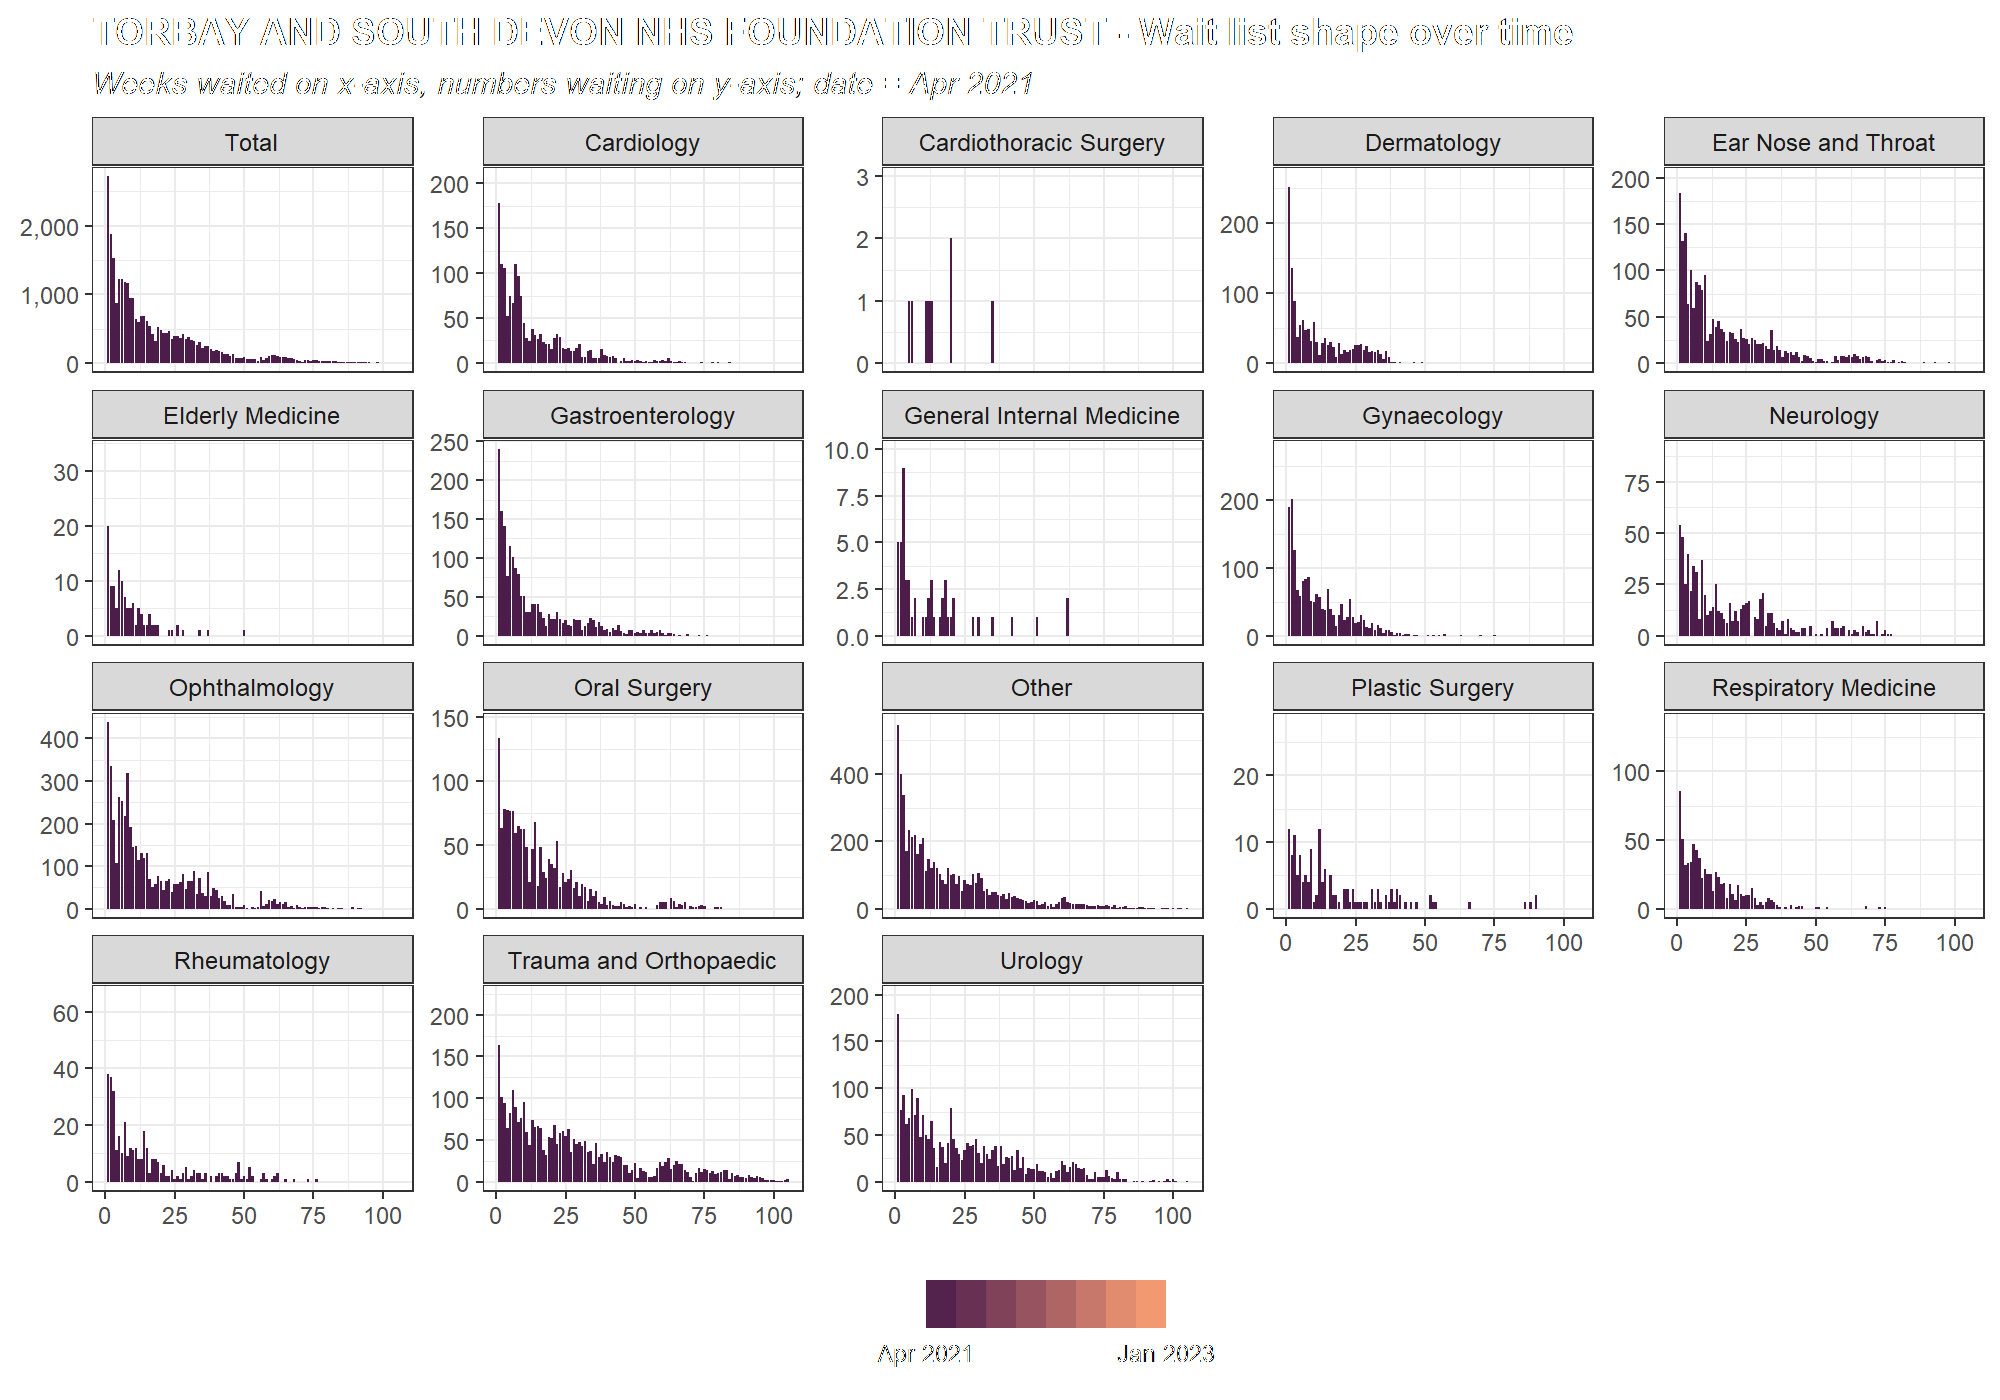 TORBAY AND SOUTH DEVON NHS FOUNDATION TRUST - Wait list shape over time
Weeks waited on x-axis, numbers waiting on y-axis; date = Apr 2021
Total
Cardiology
Cardiothoracic Surgery
Dermatology
Ear Nose and Throat
2,000
1,000
0
200
150
100
50
0
3
2
1
0
200
100
0
200
150
100
50
0
Elderly Medicine
Gastroenterology
General Internal Medicine
Gynaecology
Neurology
30
20
10
0
250
200
150
100
50
0
10.0
7.5
5.0
2.5
0.0
200
100
0
75
50
25
0
Ophthalmology
Oral Surgery
Other
Plastic Surgery
Respiratory Medicine
400
300
200
100
0
150
100
50
0
400
200
0
20
10
0
100
50
0
0 25 50 75 100
0 25 50 75 100
Rheumatology
Trauma and Orthopaedic
Urology
60
40
20
0
200
150
100
50
0
200
150
100
50
0
0 25 50 75 100
0 25 50 75 100
0 25 50 75 100
Apr 2021
Jan 2023